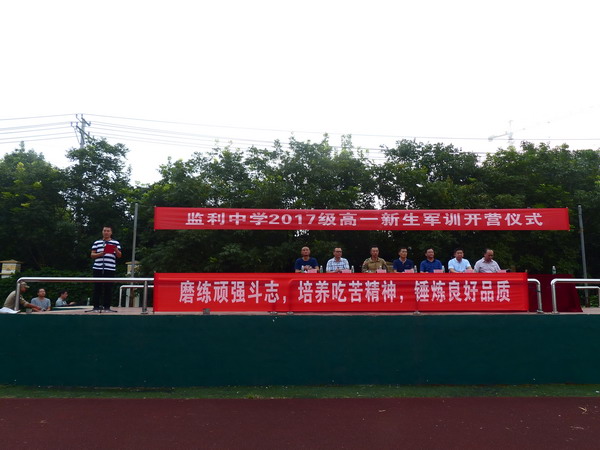 监利中学2017级高一新生军训开营仪式
磨练顽强斗志，培养吃苦精神，锤炼良好品质